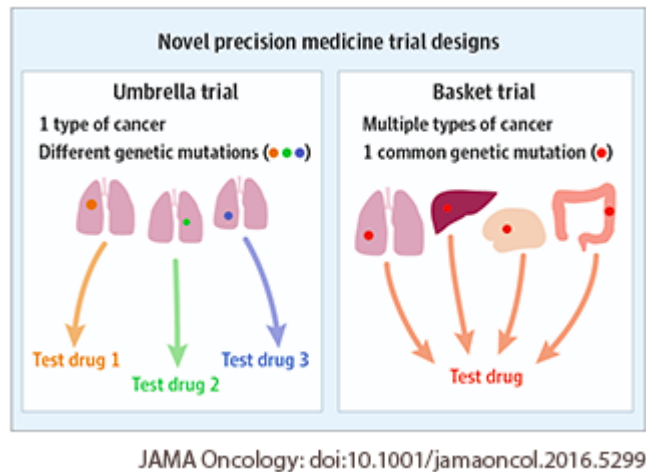 Novel precision medicine trial designs
Umbrella trial
1 type of cancer
Different genetic mutations (●●●)
Test drug 1
Test drug 2
Test drug 3
Basket trial
Multiple types of cancer
1 common genetic mutation (●)
Test drug
JAMA Oncology: doi:10.1001/jamaoncol.2016.5299